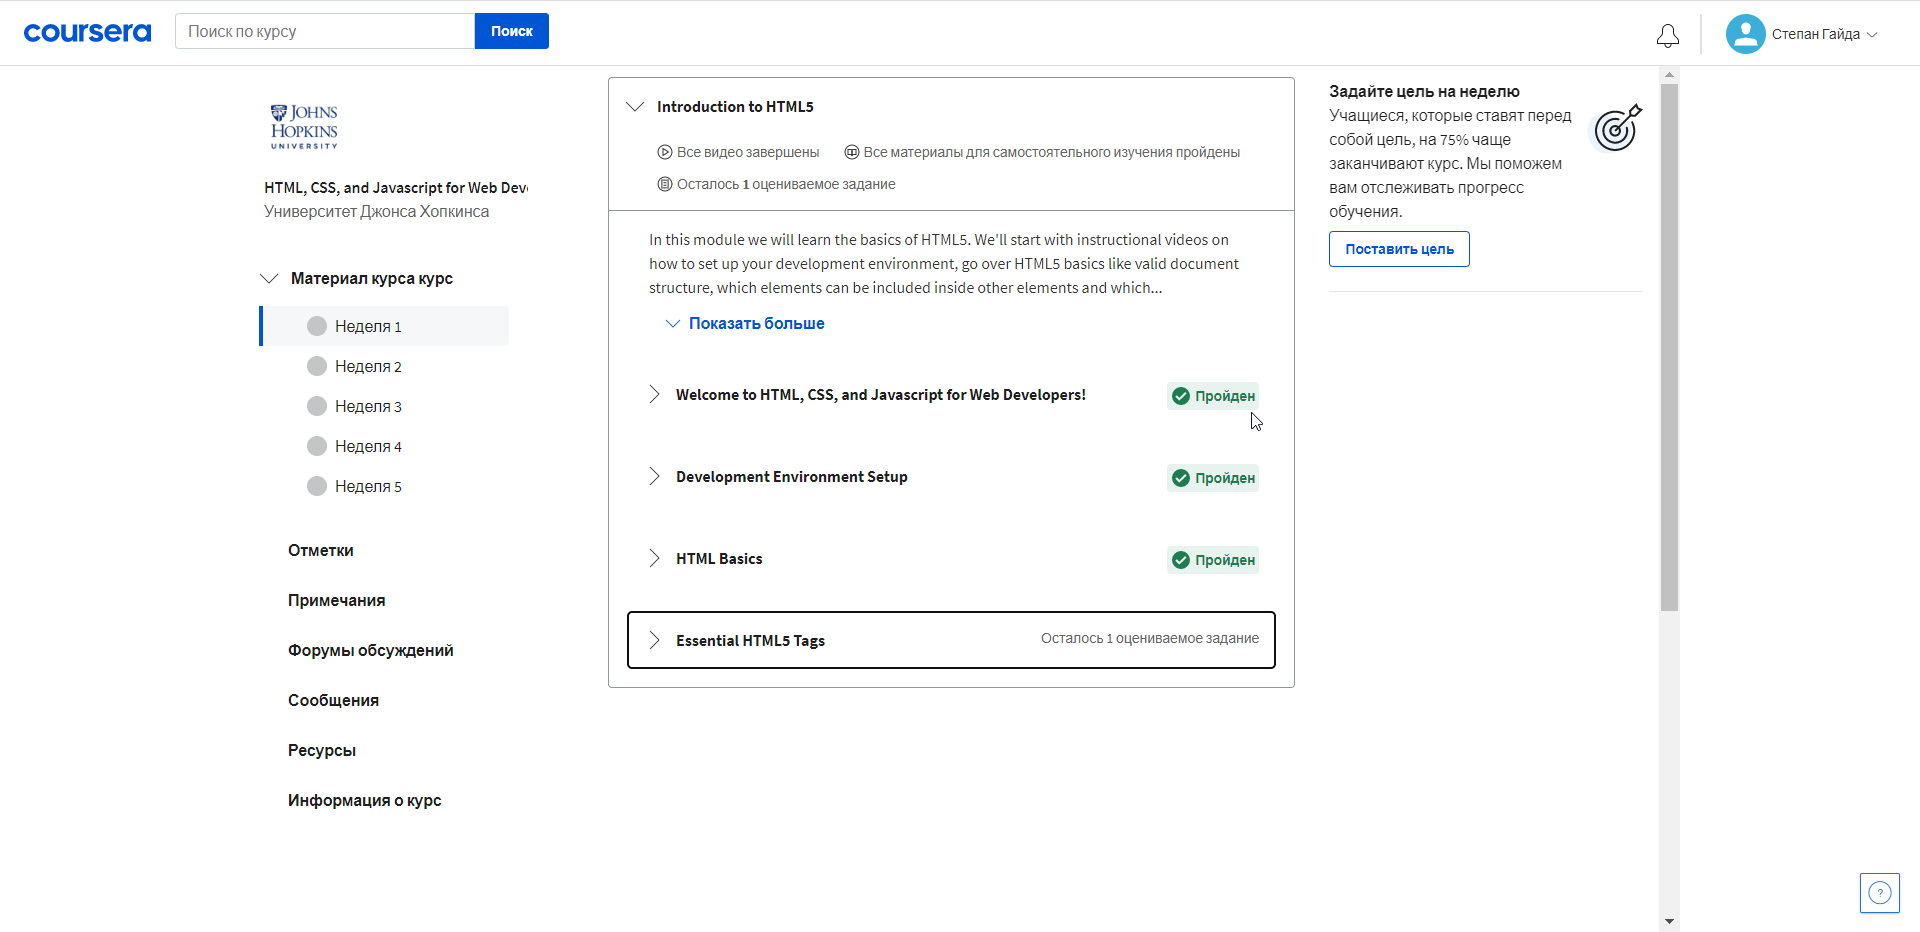 coursera
Поиск по курсу
Поиск
Степан Гайда
JOHNS
HOPKINS
UNIVERSITY
HTML, CSS, and Javascript for Web Dev
Университет Джонса Хопкинса
Материал курса курс
Неделя 1
Неделя 2
Неделя 3
Неделя 4
Неделя 5
Отметки
Примечания
Форумы обсуждений
Сообщения
Ресурсы
Информация о курс
Introduction to HTML5
Все видео завершены
Все материалы для самостоятельного изучения пройдены
Осталось 1 оцениваемое задание
In this module we will learn the basics of HTML5. We'll start with instructional videos on
how to set up your development environment, go over HTML5 basics like valid document
structure, which elements can be included inside other elements and which...
Показать больше
Welcome to HTML, CSS, and Javascript for Web Developers!
Пройден
Development Environment Setup
Пройден
HTML Basics
Пройден
Essential HTML5 Tags
Осталось 1 оцениваемое задание
Задайте цель на неделю
Учащиеся, которые ставят перед
собой цель, на 75% чаще
заканчивают курс. Мы поможем
вам отслеживать прогресс
обучения.
Поставить цель
?